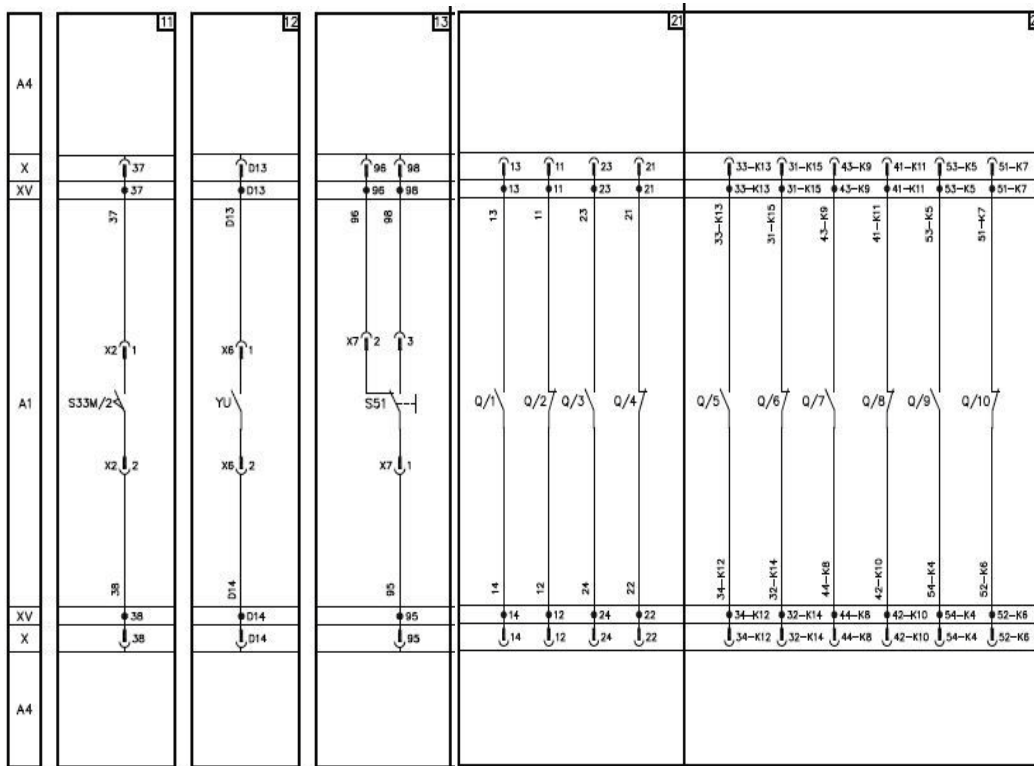 11 12 13 21 2
A4
X 37 D13 96 98 13 11 23 21 33-K13 31-K15 43-K9 41-K11 53-K5 51-K7
XV 37 D13 96 98 13 11 23 21 33-K13 31-K15 43-K9 41-K11 53-K5 51-K7
37 D13 96 98 13 11 23 21 33-K13 31-K15 43-K9 41-K11 53-K5 51-K7
X2 1 X6 1 X7 2 3
A1 S33M/2 YU S51 Q/1 Q/2 Q/3 Q/4 Q/5 Q/6 Q/7 Q/8 Q/9 Q/10
X2 2 X6 2 X7 1
38 D14 95 14 12 24 22 34-K12 32-K14 44-K8 42-K10 54-K4 52-K6
XV 38 D14 95 14 12 24 22 34-K12 32-K14 44-K8 42-K10 54-K4 52-K6
X 38 D14 95 14 12 24 22 34-K12 32-K14 44-K8 42-K10 54-K4 52-K6
A4